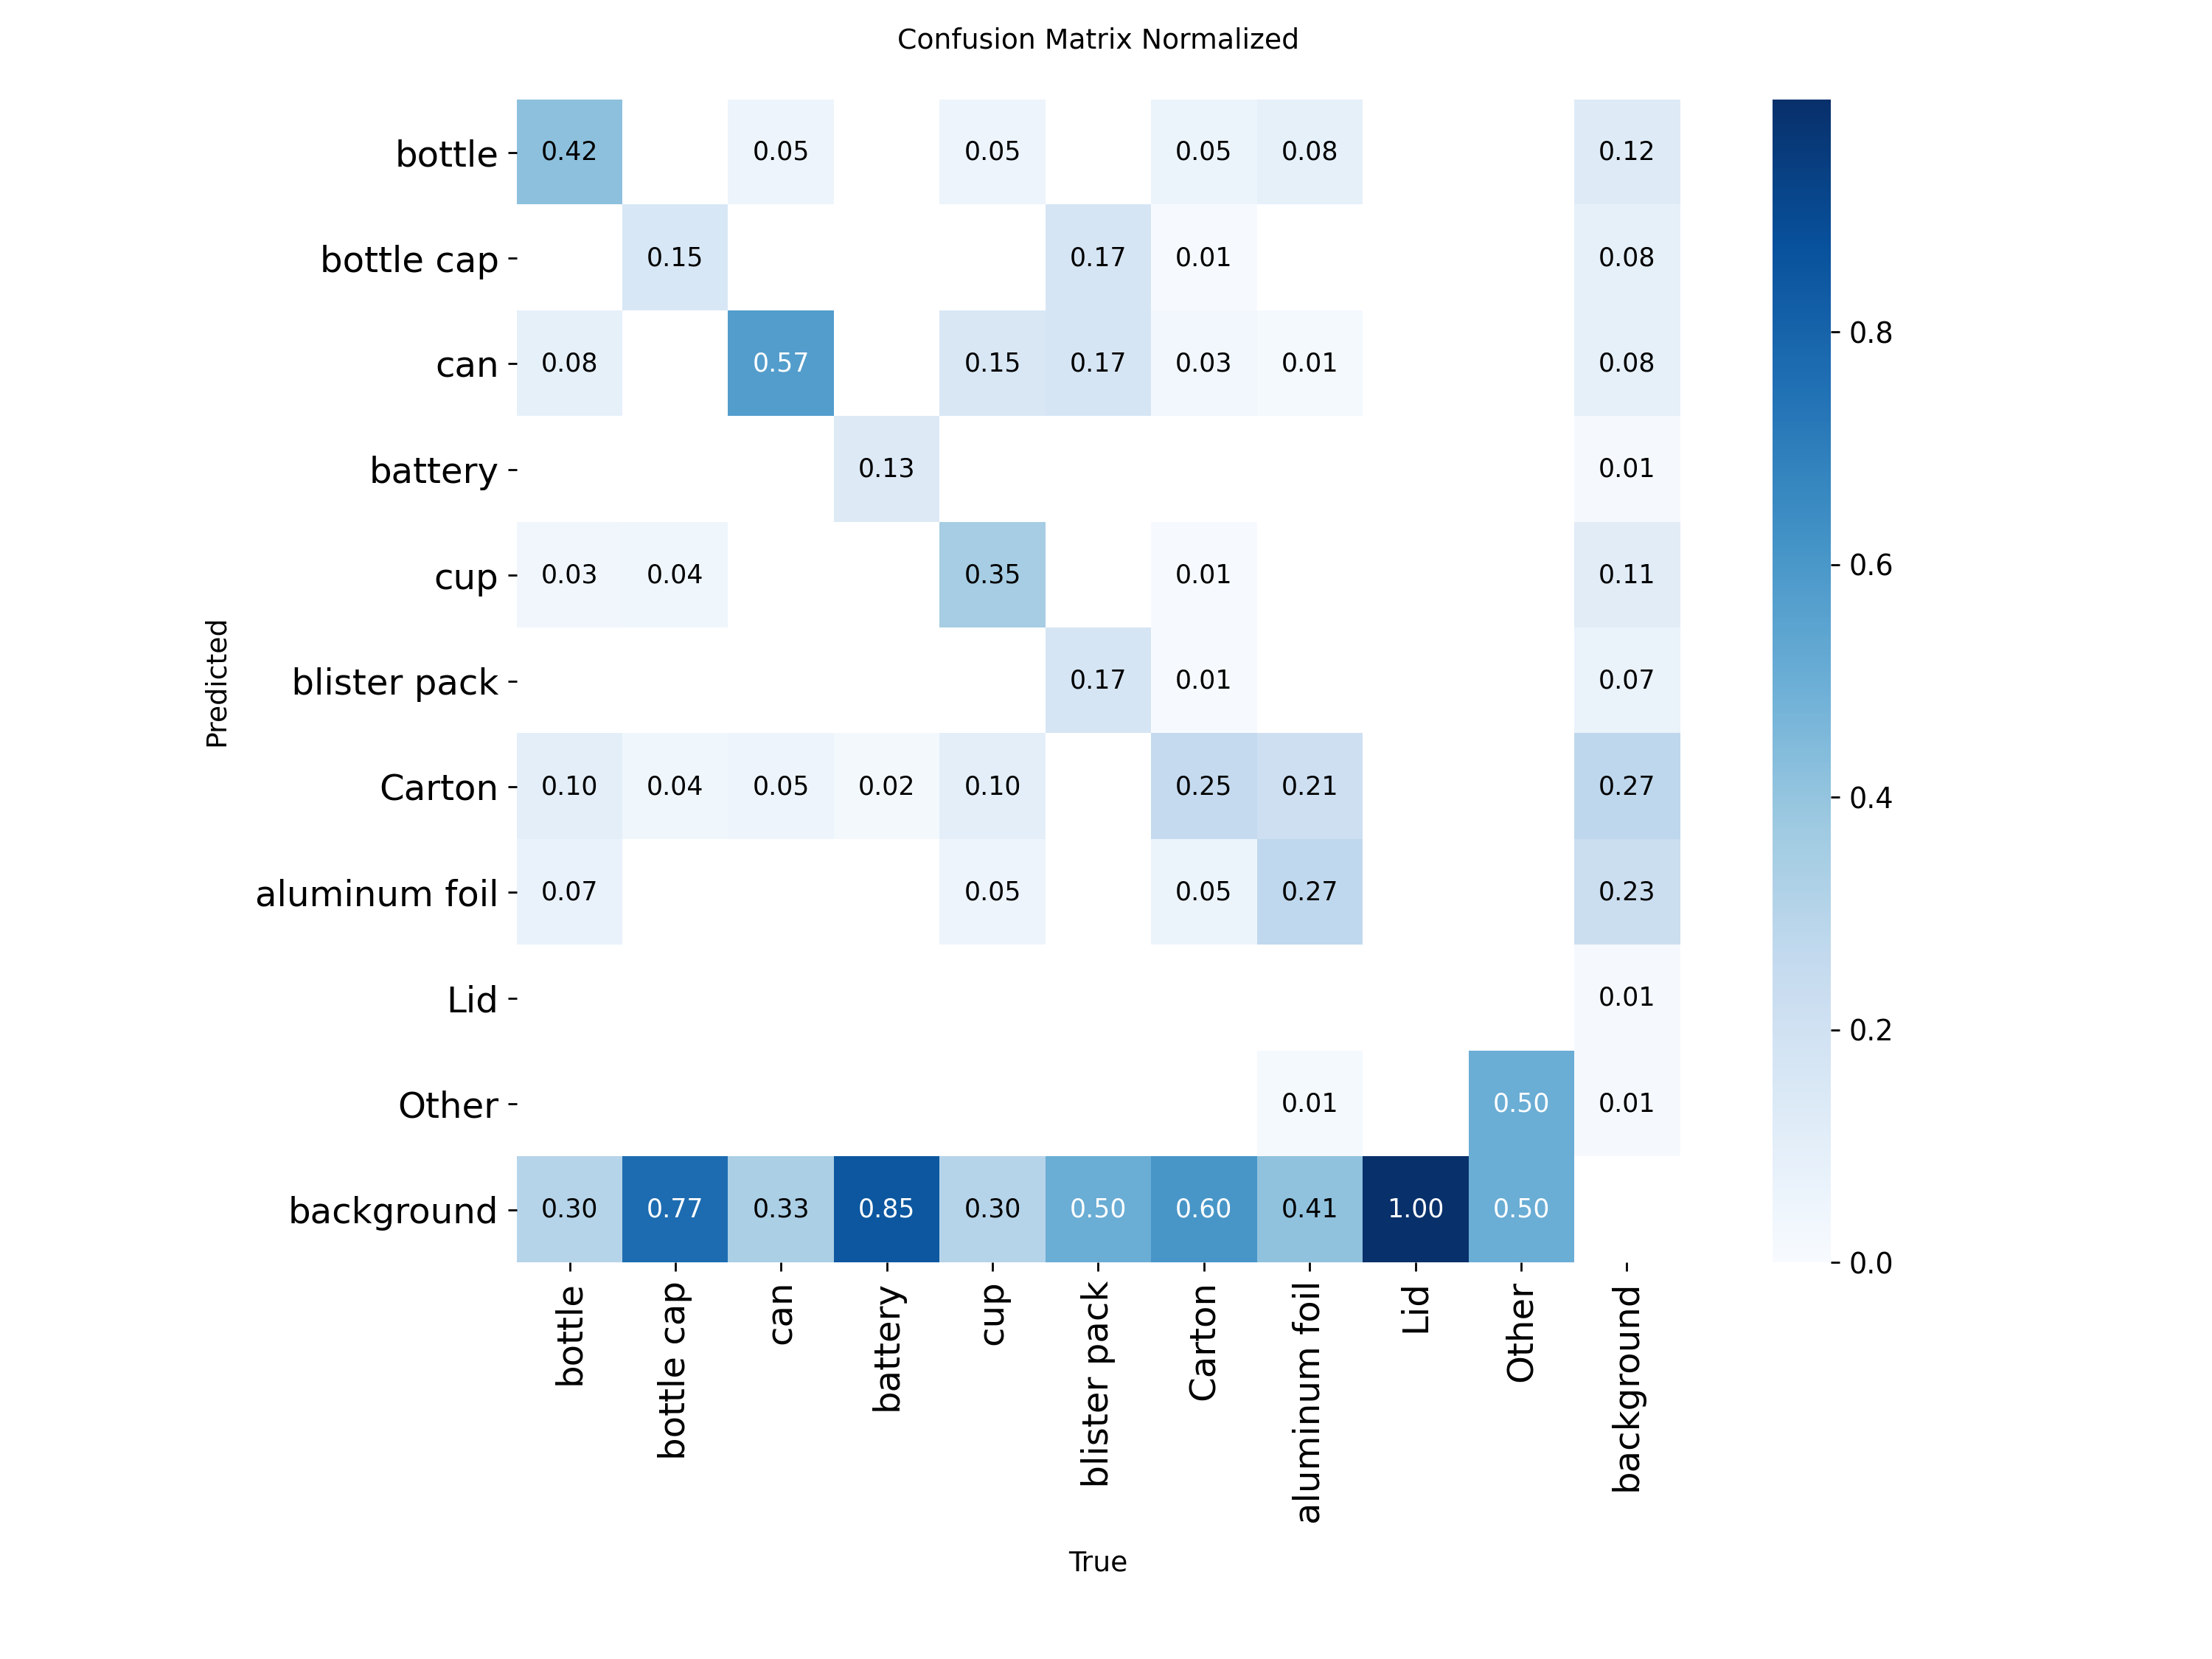 Confusion Matrix Normalized
bottle 0.42 0.05 0.05 0.05 0.08 0.12
bottle cap 0.15 0.17 0.01 0.08
can 0.08 0.57 0.15 0.17 0.03 0.01 0.08
battery 0.13 0.01
cup 0.03 0.04 0.35 0.01 0.11
blister pack 0.17 0.01 0.07
Carton 0.10 0.04 0.05 0.02 0.10 0.25 0.21 0.27
aluminum foil 0.07 0.05 0.05 0.27 0.23
Lid 0.01
Other 0.01 0.50 0.01
background 0.30 0.77 0.33 0.85 0.30 0.50 0.60 0.41 1.00 0.50
Predicted
bottle
bottle cap
can
battery
cup
blister pack
Carton
aluminum foil
Lid
Other
background
True
0.8
0.6
0.4
0.2
0.0